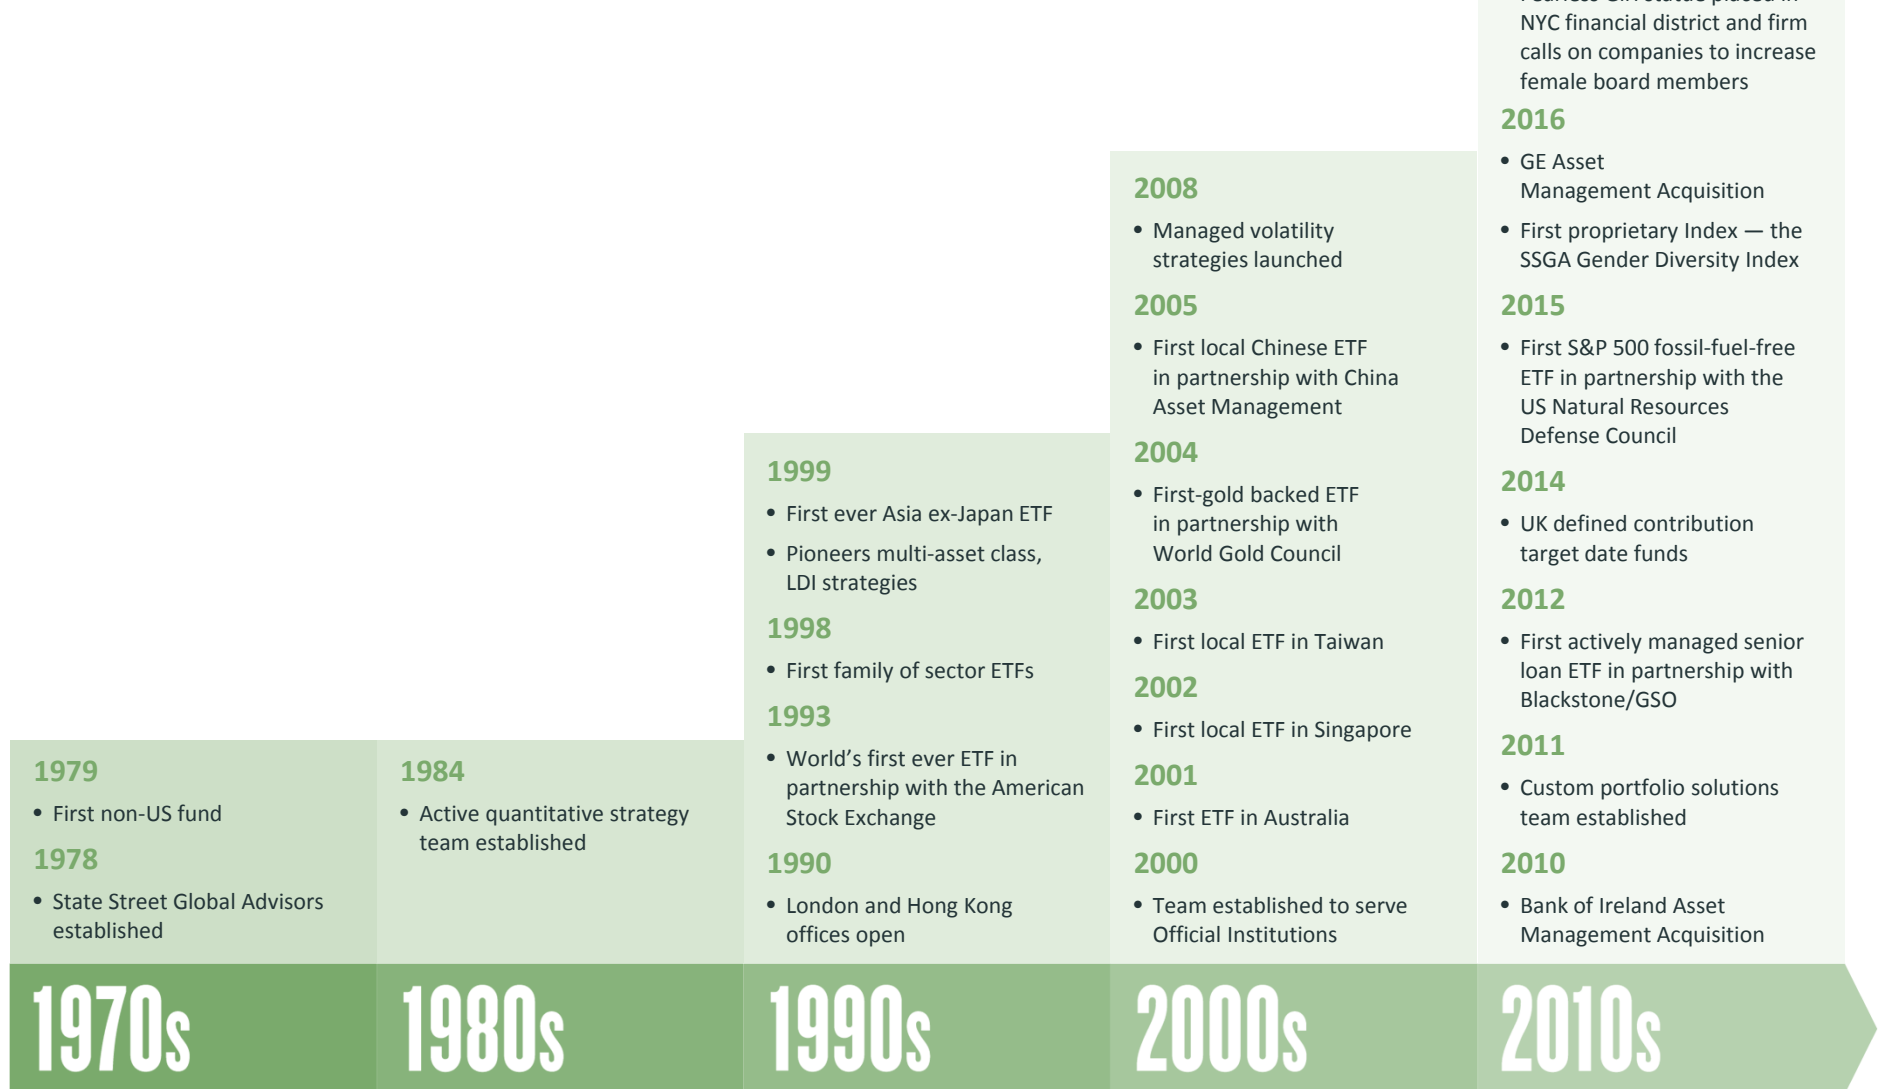 1979
• First non-US fund
1978
• State Street Global Advisors
established
1970s
1984
• Active quantitative strategy
team established
1980s
1999
• First ever Asia ex-Japan ETF
• Pioneers multi-asset class,
LDI strategies
1998
• First family of sector ETFs
1993
• World's first ever ETF in
partnership with the American
Stock Exchange
1990
• London and Hong Kong
offices open
1990s
2008
• Managed volatility
strategies launched
2005
• First local Chinese ETF
in partnership with China
Asset Management
2004
• First-gold backed ETF
in partnership with
World Gold Council
2003
• First local ETF in Taiwan
2002
• First local ETF in Singapore
2001
• First ETF in Australia
2000
• Team established to serve
Official Institutions
2000s
NYC financial district and firm
calls on companies to increase
female board members
2016
• GE Asset
Management Acquisition
• First proprietary Index — the
SSGA Gender Diversity Index
2015
• First S&P 500 fossil-fuel-free
ETF in partnership with the
US Natural Resources
Defense Council
2014
• UK defined contribution
target date funds
2012
• First actively managed senior
loan ETF in partnership with
Blackstone/GSO
2011
• Custom portfolio solutions
team established
2010
• Bank of Ireland Asset
Management Acquisition
2010s